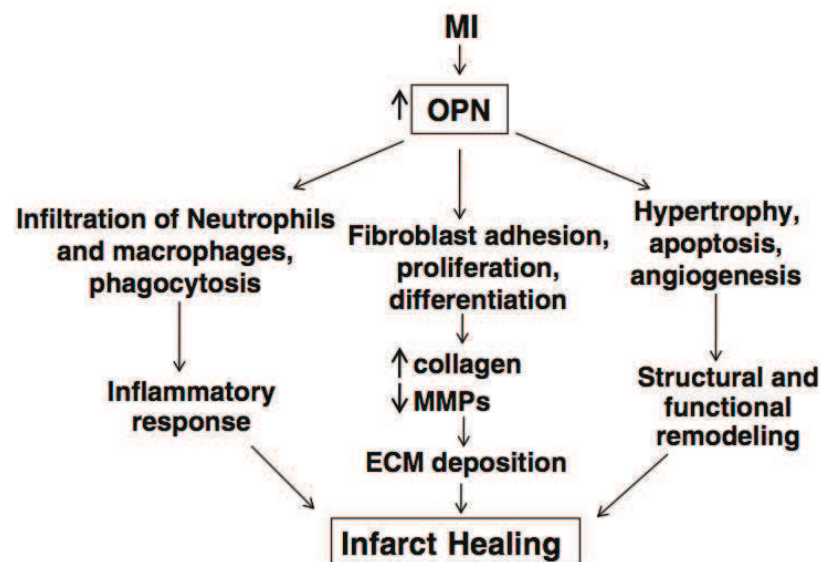 MI
OPN
Infiltration of Neutrophils
and macrophages,
phagocytosis
Fibroblast adhesion,
proliferation,
differentiation
Hypertrophy,
apoptosis,
angiogenesis
Inflammatory
response
↑ collagen
↓ MMPs
ECM deposition
Structural and
functional
remodeling
Infarct Healing